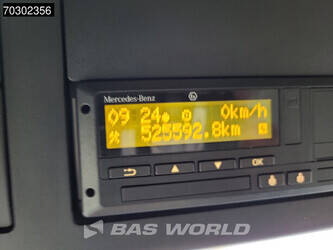 70302356
Mercedes-Benz
09 24 0km/h
525592.8km
OK
BAS WORLD